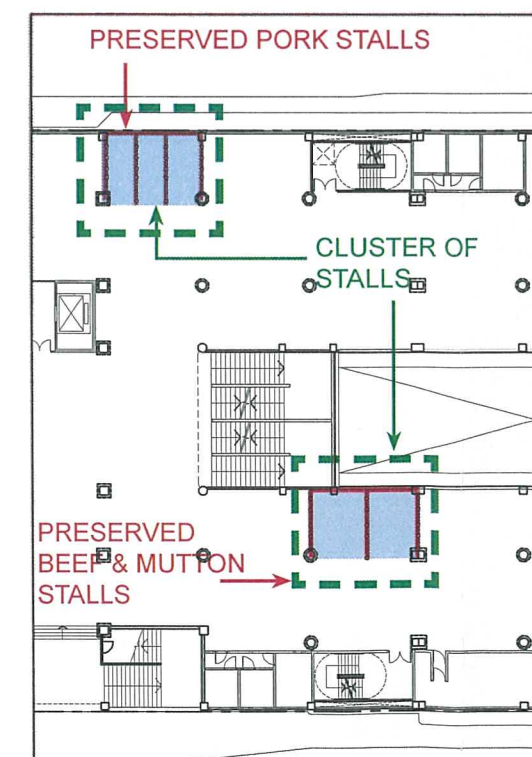 PRESERVED PORK STALLS
CLUSTER OF
STALLS
PRESERVED
BEEF & MUTTON
STALLS